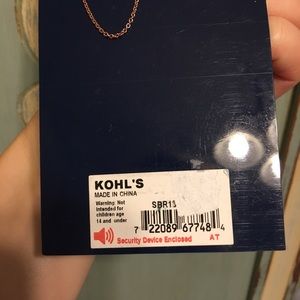 KOHL'S
MADE IN CHINA
Warning: Not
intended for
children age
14 and under
SBR13
7 22089 67748 4
Security Device Enclosed AT